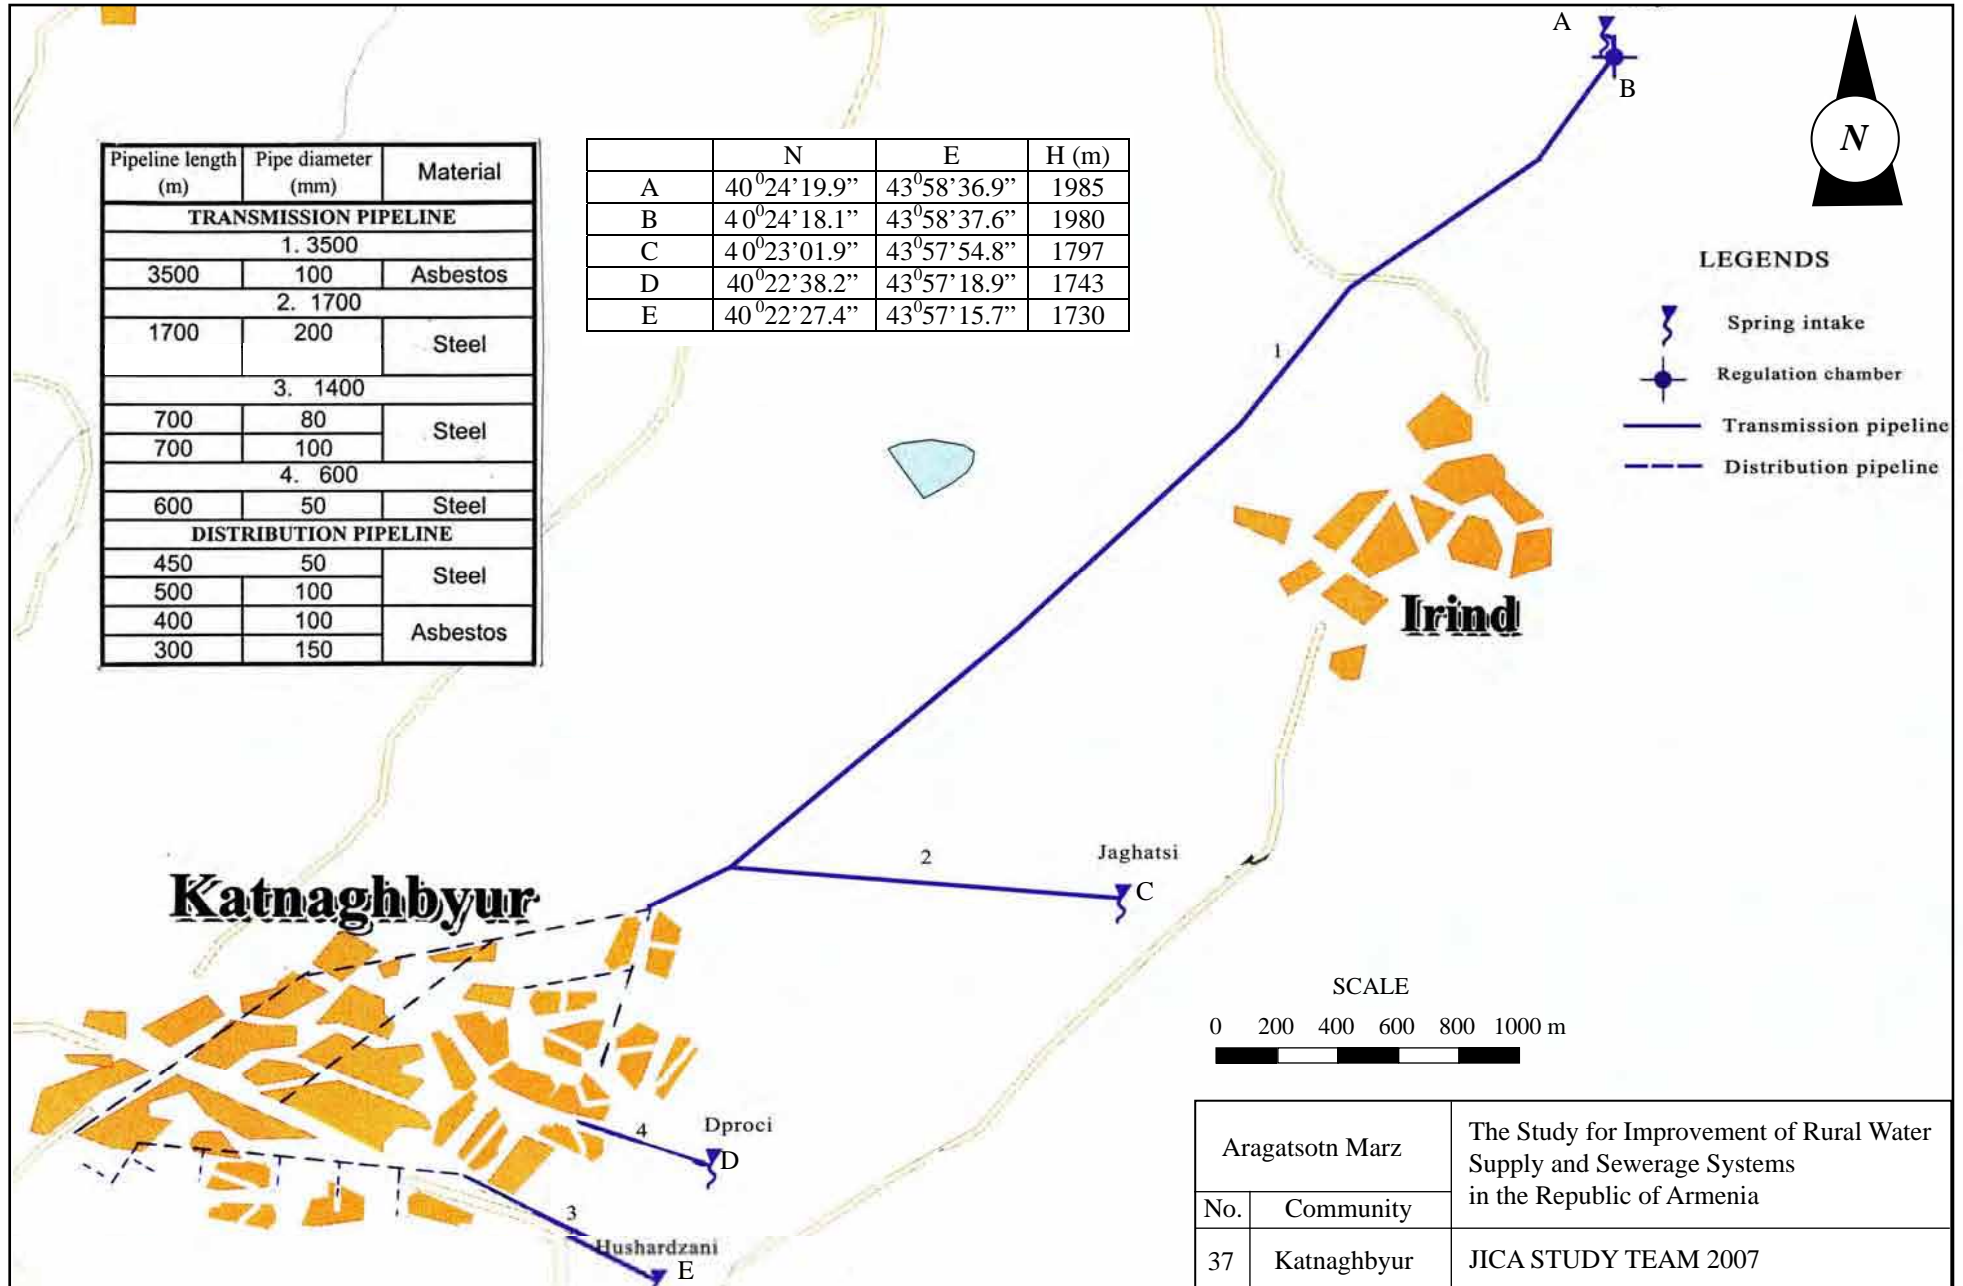 A
B
N
Pipeline length (m) Pipe diameter (mm) Material
TRANSMISSION PIPELINE
1. 3500
3500 100 Asbestos
2. 1700
1700 200 Steel
3. 1400
700 80 Steel
700 100
4. 600
600 50 Steel
DISTRIBUTION PIPELINE
450 50 Steel
500 100
400 100 Asbestos
300 150
N E H (m)
A 40⁰24’19.9” 43⁰58’36.9” 1985
B 40⁰24’18.1” 43⁰58’37.6” 1980
C 40⁰23’01.9” 43⁰57’54.8” 1797
D 40⁰22’38.2” 43⁰57’18.9” 1743
E 40⁰22’27.4” 43⁰57’15.7” 1730
LEGENDS
Spring intake
Regulation chamber
Transmission pipeline
Distribution pipeline
1
Irind
2
Jaghatsi
C
Katnaghbyur
4
Dproci
D
3
Hushardzani
E
SCALE
0 200 400 600 800 1000 m
Aragatsotn Marz
The Study for Improvement of Rural Water
Supply and Sewerage Systems
in the Republic of Armenia
No. Community
37 Katnaghbyur JICA STUDY TEAM 2007